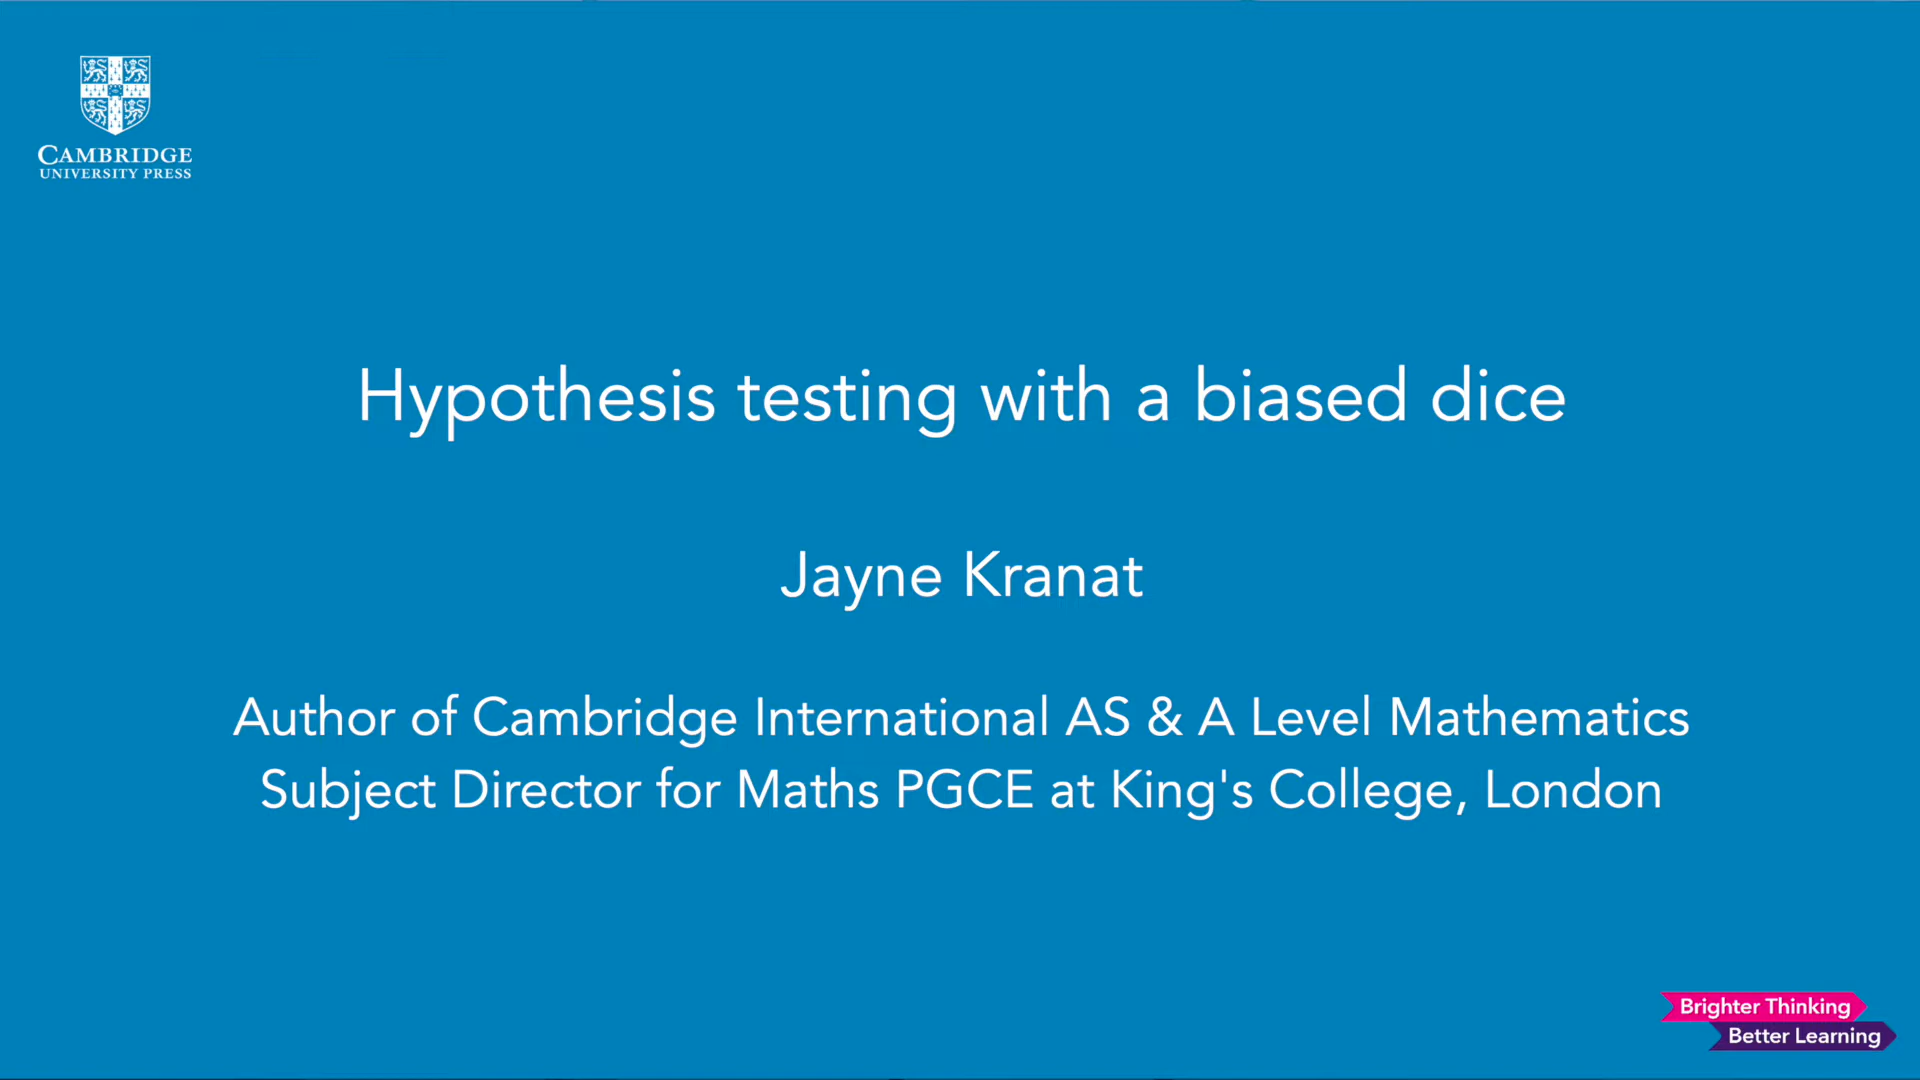 CAMBRIDGE
UNIVERSITY PRESS
Hypothesis testing with a biased dice
Jayne Kranat
Author of Cambridge International AS & A Level Mathematics
Subject Director for Maths PGCE at King's College, London
Brighter Thinking
Better Learning